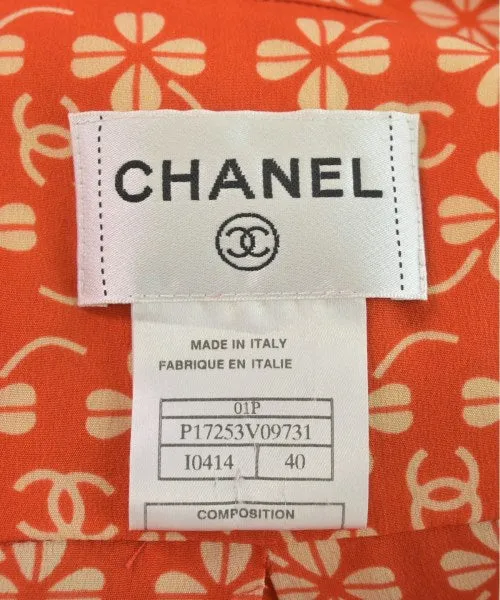 CHANEL
MADE IN ITALY
FABRIQUE EN ITALIE
01P
P17253V09731
I0414 40
COMPOSITION